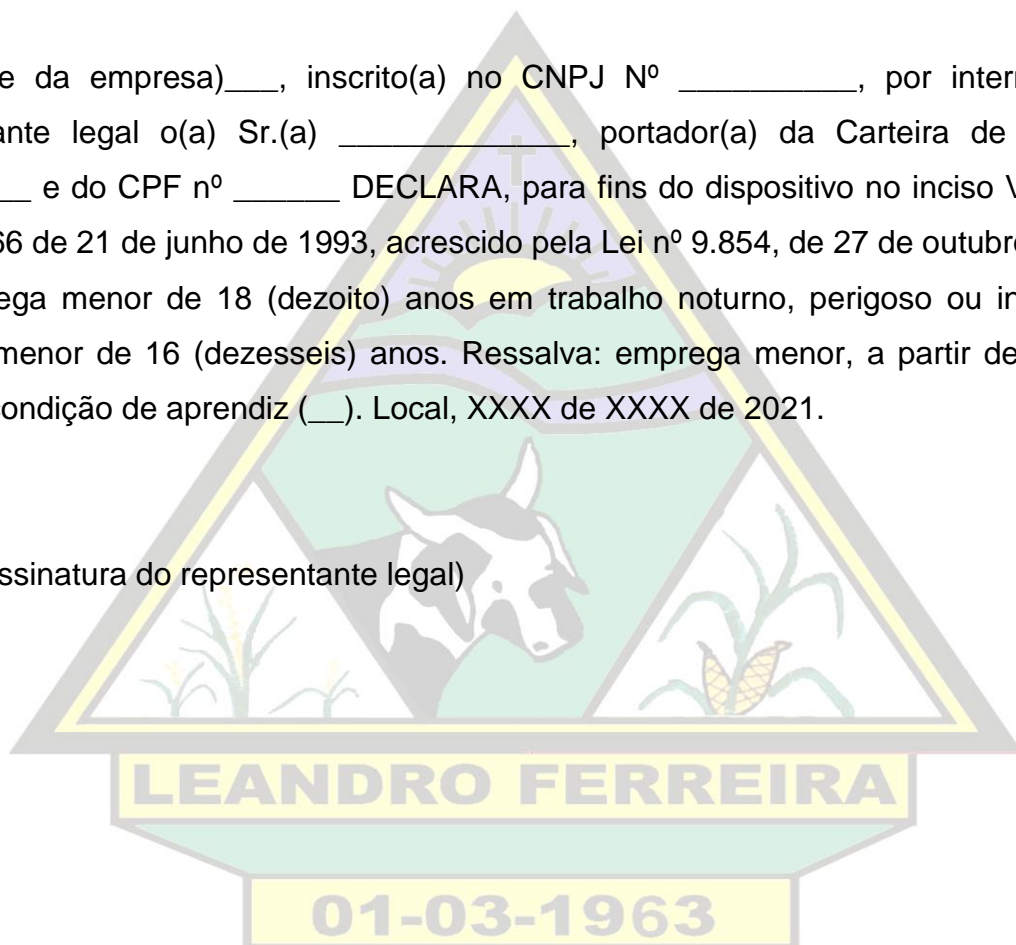 e da empresa)___, inscrito(a) no CNPJ Nº __________, por inter
ante legal o(a) Sr.(a) _____________, portador(a) da Carteira de
__ e do CPF nº ______ DECLARA, para fins do dispositivo no inciso V
66 de 21 de junho de 1993, acrescido pela Lei nº 9.854, de 27 de outubr
ega menor de 18 (dezoito) anos em trabalho noturno, perigoso ou in
menor de 16 (dezesseis) anos. Ressalva: emprega menor, a partir de
condição de aprendiz (__). Local, XXXX de XXXX de 2021.
ssinatura do representante legal)
LEANDRO FERREIRA
01-03-1963